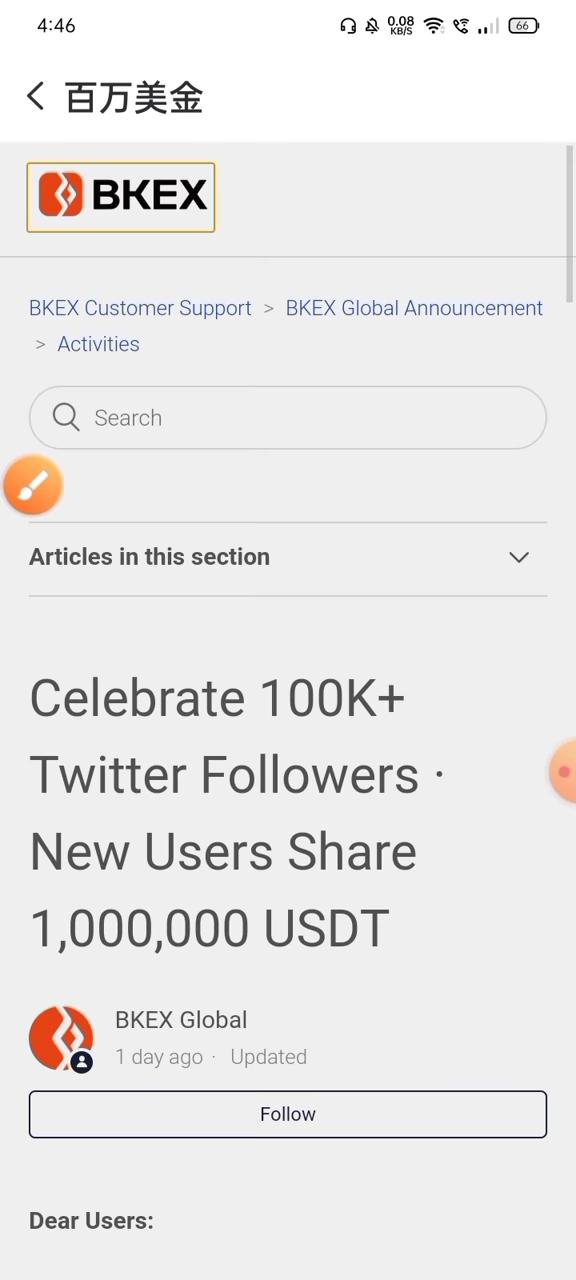 4:46
0.08
KB/S
66
百万美金
BKEX
BKEX Customer Support > BKEX Global Announcement
> Activities
Search
Articles in this section
Celebrate 100K+
Twitter Followers ·
New Users Share
1,000,000 USDT
BKEX Global
1 day ago · Updated
Follow
Dear Users: